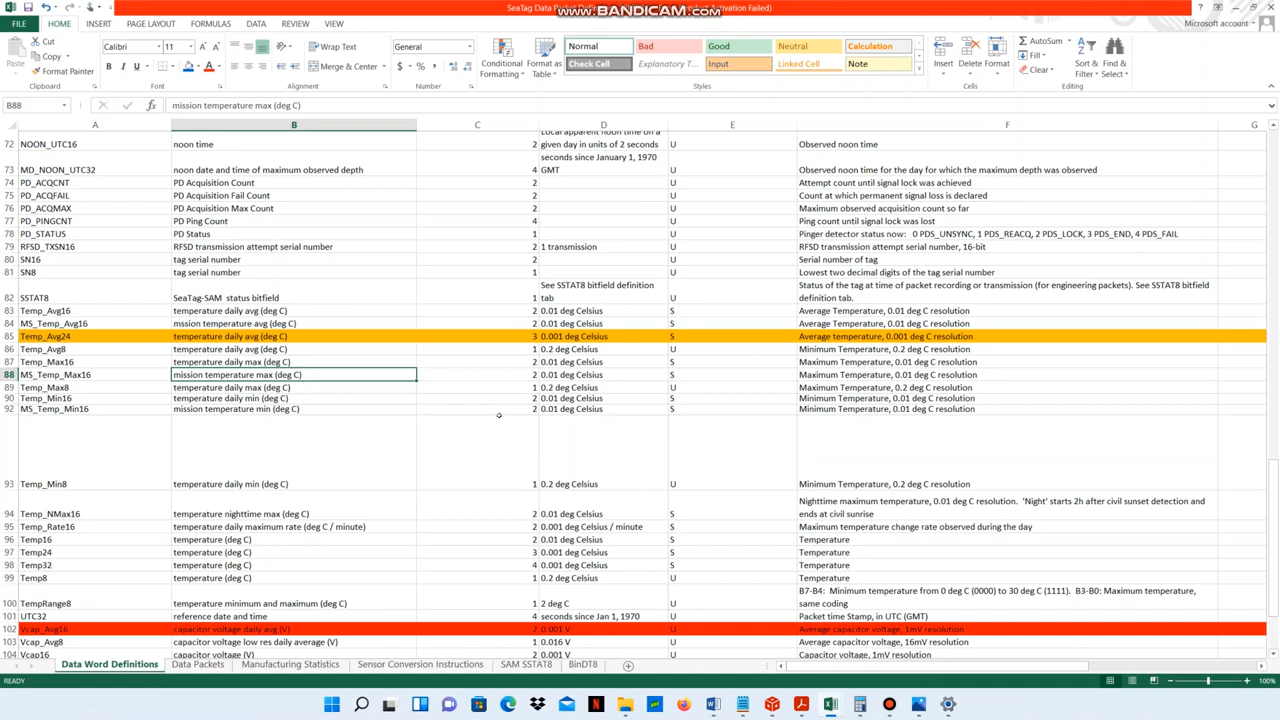 SeaTag Data Packet Defin Activation Failed)
www.BANDICAM.com
FILE HOME INSERT PAGE LAYOUT FORMULAS DATA REVIEW VIEW Microsoft account
Cut
Copy
Format Painter
Paste
Clipboard
Calibri 11
B I U
Font
Wrap Text
Merge & Center
Alignment
General
$ % ,
Number
Conditional Formatting
Format as Table
Normal Bad Good Neutral Calculation
Check Cell Explanatory T... Input Linked Cell Note
Styles
Insert Delete Format
Cells
AutoSum
Fill
Clear
Sort & Filter
Find & Select
Editing
B88 fx mission temperature max (deg C)
A B C D E F G
Local apparent noon time on a
72 NOON_UTC16 noon time 2 given day in units of 2 seconds U Observed noon time
seconds since January 1, 1970
73 MD_NOON_UTC32 noon date and time of maximum observed depth 4 GMT U Observed noon time for the day for which the maximum depth was observed
74 PD_ACQCNT PD Acquisition Count 2 U Attempt count until signal lock was achieved
75 PD_ACQFAIL PD Acquisition Fail Count 2 U Count at which permanent signal loss is declared
76 PD_ACQMAX PD Acquisition Max Count 2 U Maximum observed acquisition count so far
77 PD_PINGCNT PD Ping Count 4 U Ping count until signal lock was lost
78 PD_STATUS PD Status 1 U Pinger detector status now: 0 PDS_UNSYNC, 1 PDS_REACQ, 2 PDS_LOCK, 3 PDS_END, 4 PDS_FAIL
79 RFSD_TXSN16 RFSD transmission attempt serial number 2 1 transmission U RFSD transmission attempt serial number, 16-bit
80 SN16 tag serial number 2 U Serial number of tag
81 SN8 tag serial number 1 U Lowest two decimal digits of the tag serial number
See SSTAT8 bitfield definition Status of the tag at time of packet recording or transmission (for engineering packets). See SSTAT8 bitfield
82 SSTAT8 SeaTag-SAM status bitfield 1 tab U definition tab.
83 Temp_Avg16 temperature daily avg (deg C) 2 0.01 deg Celsius S Average Temperature, 0.01 deg C resolution
84 MS_Temp_Avg16 mssion temperature avg (deg C) 2 0.01 deg Celsius S Average Temperature, 0.01 deg C resolution
85 Temp_Avg24 temperature daily avg (deg C) 3 0.001 deg Celsius S Average temperature, 0.001 deg C resolution
86 Temp_Avg8 temperature daily avg (deg C) 1 0.2 deg Celsius U Minimum Temperature, 0.2 deg C resolution
87 Temp_Max16 temperature daily max (deg C) 2 0.01 deg Celsius S Maximum Temperature, 0.01 deg C resolution
88 MS_Temp_Max16 mission temperature max (deg C) 2 0.01 deg Celsius S Maximum Temperature, 0.01 deg C resolution
89 Temp_Max8 temperature daily max (deg C) 1 0.2 deg Celsius U Maximum Temperature, 0.2 deg C resolution
90 Temp_Min16 temperature daily min (deg C) 2 0.01 deg Celsius S Minimum Temperature, 0.01 deg C resolution
92 MS_Temp_Min16 mission temperature min (deg C) 2 0.01 deg Celsius S Minimum Temperature, 0.01 deg C resolution
93 Temp_Min8 temperature daily min (deg C) 1 0.2 deg Celsius U Minimum Temperature, 0.2 deg C resolution
Nighttime maximum temperature, 0.01 deg C resolution. 'Night' starts 2h after civil sunset detection and
94 Temp_NMax16 temperature nighttime max (deg C) 2 0.01 deg Celsius S ends at civil sunrise
95 Temp_Rate16 temperature daily maximum rate (deg C / minute) 2 0.001 deg Celsius / minute S Maximum temperature change rate observed during the day
96 Temp16 temperature (deg C) 2 0.01 deg Celsius S Temperature
97 Temp24 temperature (deg C) 3 0.001 deg Celsius S Temperature
98 Temp32 temperature (deg C) 4 0.001 deg Celsius S Temperature
99 Temp8 temperature (deg C) 1 0.2 deg Celsius U Temperature
B7-B4: Minimum temperature from 0 deg C (0000) to 30 deg C (1111). B3-B0: Maximum temperature,
100 TempRange8 temperature minimum and maximum (deg C) 1 2 deg C U same coding
101 UTC32 reference date and time 4 seconds since Jan 1, 1970 U Packet time Stamp, in UTC (GMT)
102 Vcap_Avg16 capacitor voltage daily avg (V) 2 0.001 V U Average capacitor voltage, 1mV resolution
103 Vcap_Avg8 capacitor voltage low res daily average (V) 1 0.016 V U Average capacitor voltage, 16mV resolution
104 Vcap16 capacitor voltage (V) 2 0.001 V U Capacitor voltage, 1mV resolution
Data Word Definitions Data Packets Manufacturing Statistics Sensor Conversion Instructions SAM SSTAT8 BinDT8
READY 100%